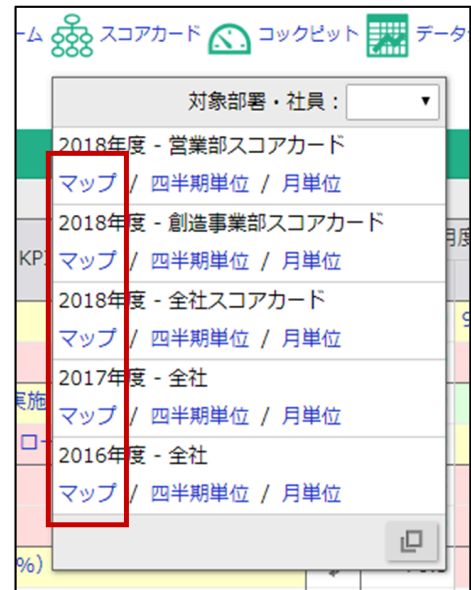 ーム スコアカード コックピット データ
対象部署・社員：
2018年度 - 営業部スコアカード
マップ / 四半期単位 / 月単位
2018年度 - 創造事業部スコアカード
マップ / 四半期単位 / 月単位
2018年度 - 全社スコアカード
マップ / 四半期単位 / 月単位
2017年度 - 全社
マップ / 四半期単位 / 月単位
2016年度 - 全社
マップ / 四半期単位 / 月単位
KP
月度
実施
ロー
%)